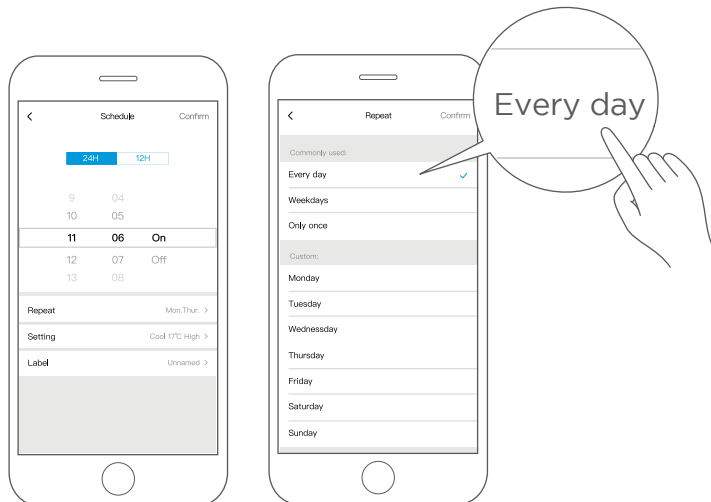 Schedule Confirm
24H 12H
9 04
10 05
11 06 On
12 07 Off
13 08
Repeat Mon.Thur. >
Setting Cool 17℃ High >
Label Unnamed >
Repeat Confirm
Commonly used:
Every day
Weekdays
Only once
Custom:
Monday
Tuesday
Wednessday
Thursday
Friday
Saturday
Sunday
Every day